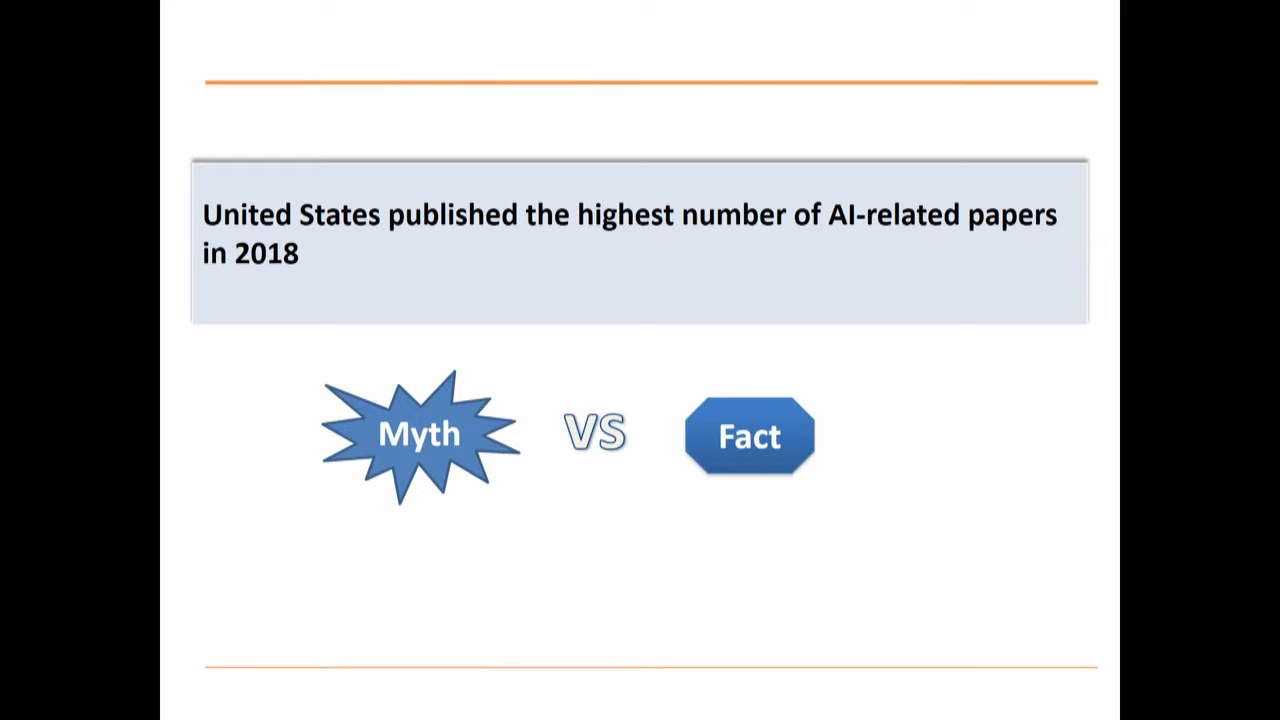 United States published the highest number of AI-related papers
in 2018
Myth VS Fact